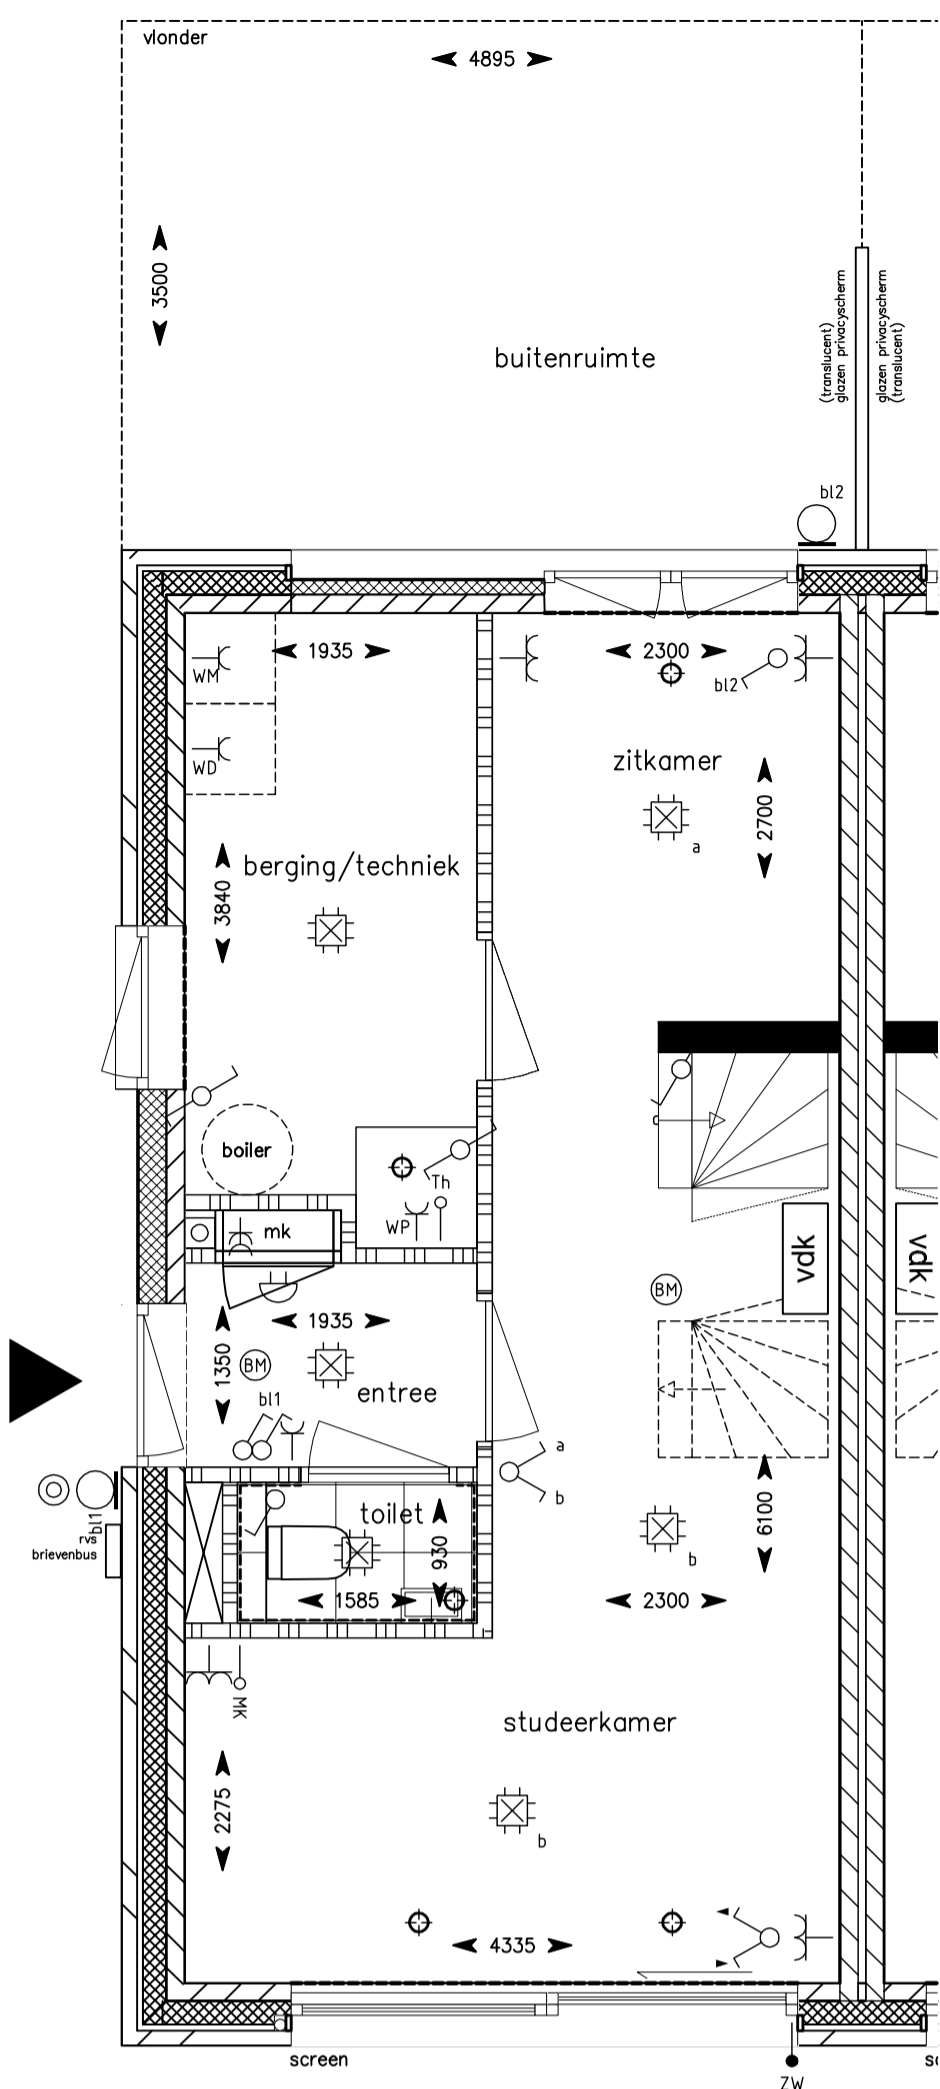 vlonder
4895
3500
buitenruimte
(translucent)
glazen privacyscherm
glazen privacyscherm
(translucent)
bl2
1935
2300
WM
bl2
WD
zitkamer
2700
a
berging/techniek
3840
boiler
Th
WP
mk
vdk
vdk
BM
1935
1350
BM
entree
bl1
a
b
toilet
930
6100
b
bl1
rvs
brievenbus
1585
2300
MK
studeerkamer
2275
b
4335
screen
ZW